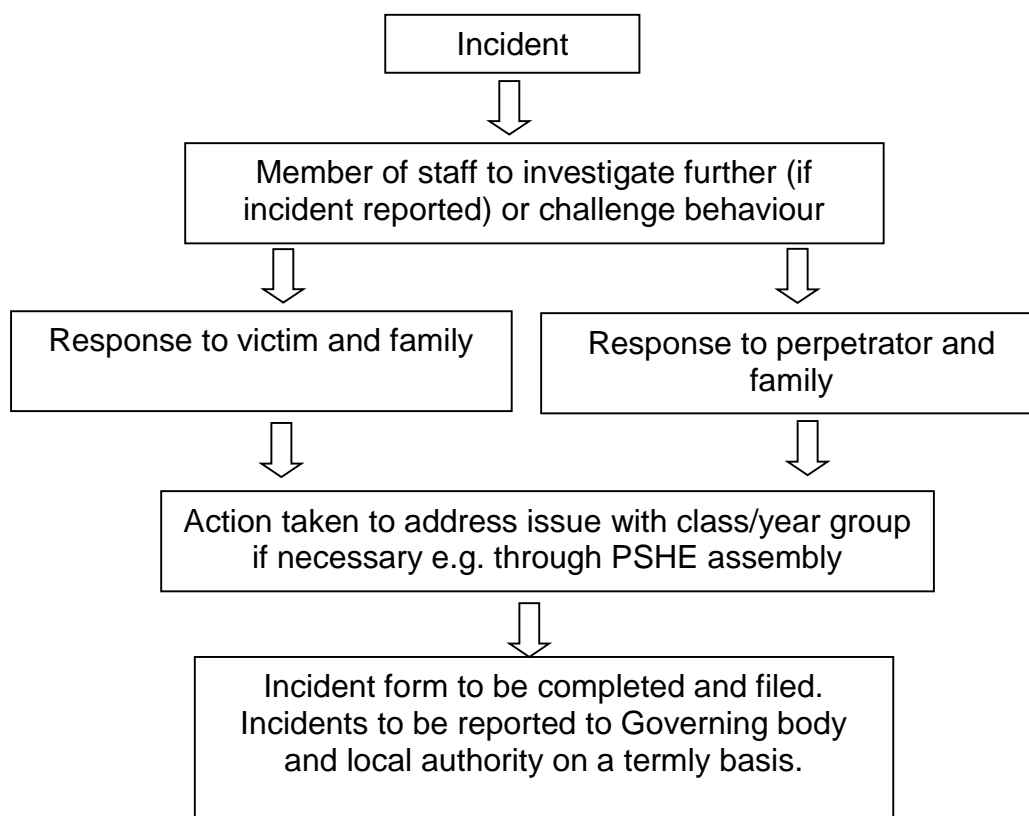 Incident
Member of staff to investigate further (if
incident reported) or challenge behaviour
Response to victim and family
Response to perpetrator and
family
Action taken to address issue with class/year group
if necessary e.g. through PSHE assembly
Incident form to be completed and filed.
Incidents to be reported to Governing body
and local authority on a termly basis.